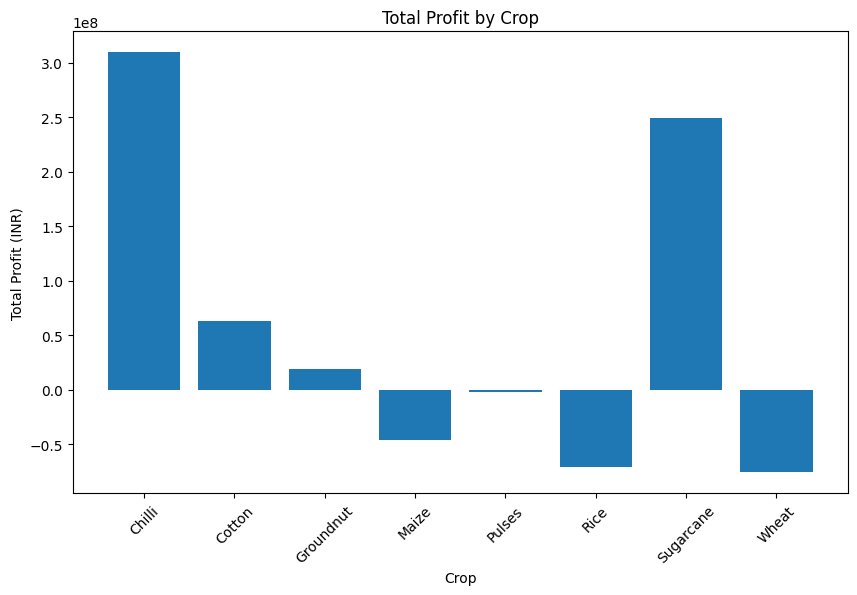 Total Profit by Crop
1e8
3.0
2.5
2.0
1.5
1.0
0.5
0.0
−0.5
Total Profit (INR)
Chilli
Cotton
Groundnut
Maize
Pulses
Rice
Sugarcane
Wheat
Crop